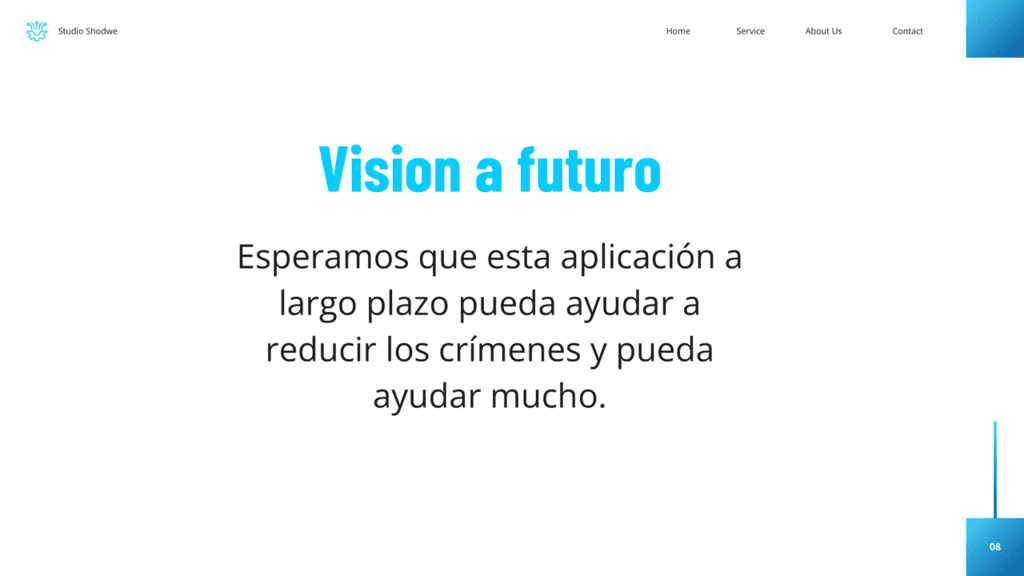 Studio Shodwe
Home Service About Us Contact
Vision a futuro
Esperamos que esta aplicación a
largo plazo pueda ayudar a
reducir los crímenes y pueda
ayudar mucho.
08